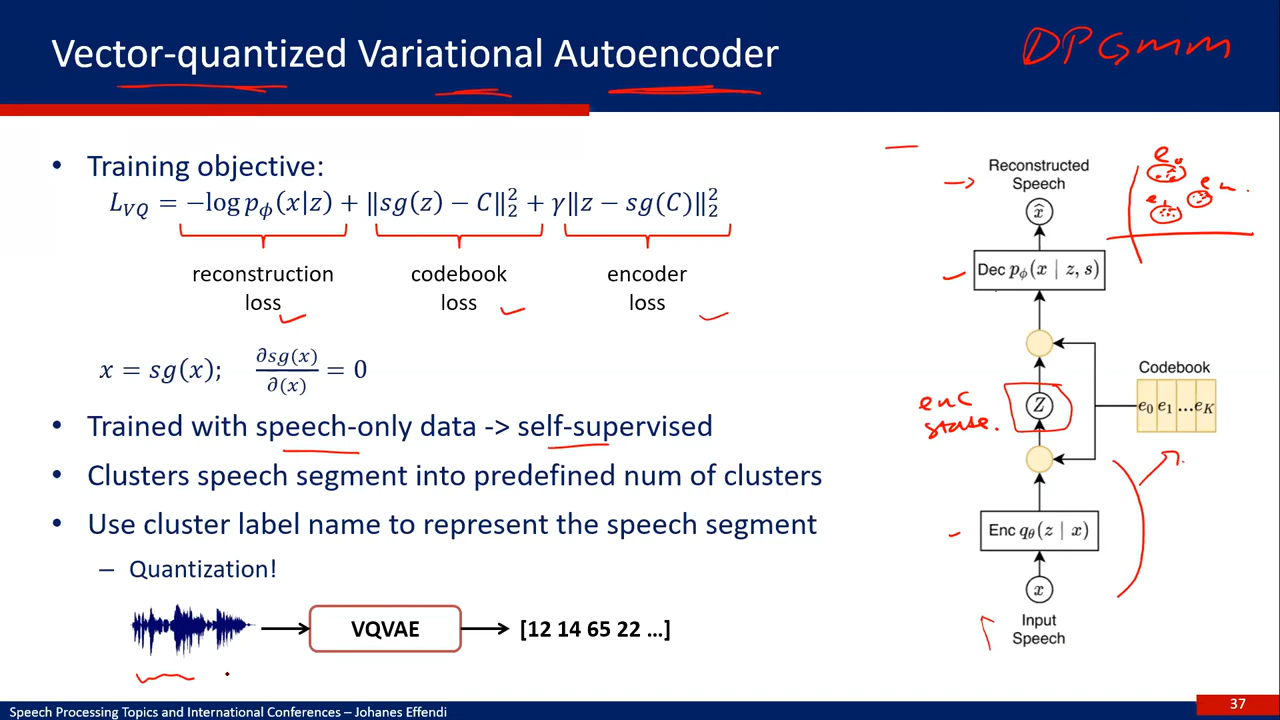 Vector-quantized Variational Autoencoder
DPGmm
• Training objective:
L_VQ = −log p_ϕ(x|z) + ‖sg(z) − C‖₂² + γ‖z − sg(C)‖₂²
reconstruction loss
codebook loss
encoder loss
x = sg(x); ∂sg(x)/∂(x) = 0
• Trained with speech-only data -> self-supervised
• Clusters speech segment into predefined num of clusters
• Use cluster label name to represent the speech segment
– Quantization!
VQVAE
[12 14 65 22 …]
Reconstructed
Speech
x̂
Dec p_ϕ(x | z, s)
Codebook
e₀ e₁ …e_K
Z
enc
state.
Enc q_θ(z | x)
x
Input
Speech
e₀
e₁
Speech Processing Topics and International Conferences – Johanes Effendi
37